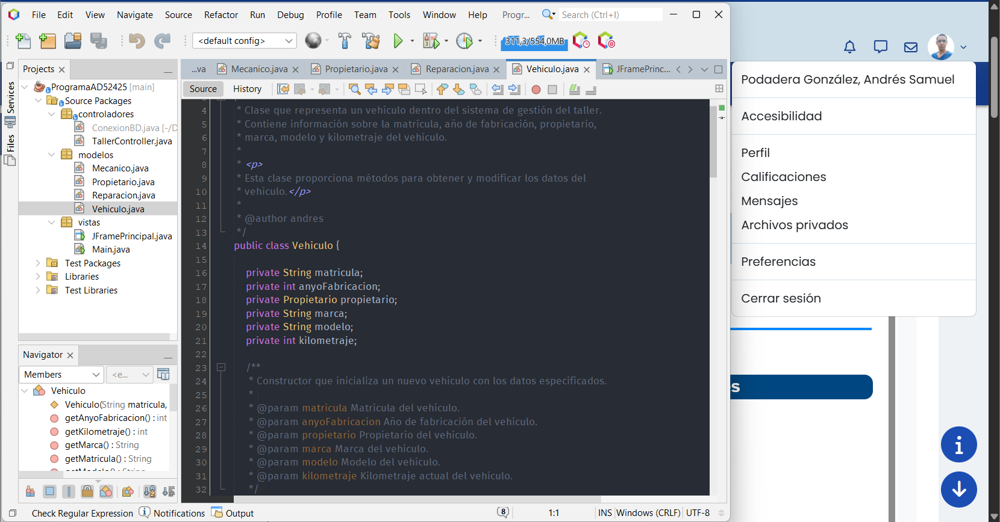 File Edit View Navigate Source Refactor Run Debug Profile Team Tools Window Help Progr... Search (Ctrl+I)
<default config> 311,3/554,0MB
Projects
Services
Files
ProgramaAD52425 [main]
Source Packages
controladores
ConexionBD.java [-/D
TallerController.java
modelos
Mecanico.java
Propietario.java
Reparacion.java
Vehiculo.java
vistas
JFramePrincipal.java
Main.java
Test Packages
Libraries
Test Libraries
Navigator
Members <e...
Vehiculo
Vehiculo(String matricula,
getAnyoFabricacion() : int
getKilometraje() : int
getMarca() : String
getMatricula() : String
getModelo() : String
...va Mecanico.java Propietario.java Reparacion.java Vehiculo.java JFramePrinc...
Source History
4 * Clase que representa un vehículo dentro del sistema de gestión del taller.
5 * Contiene información sobre la matrícula, año de fabricación, propietario,
6 * marca, modelo y kilometraje del vehículo.
7 *
8 * <p>
9 * Esta clase proporciona métodos para obtener y modificar los datos del
10 * vehículo.</p>
11 *
12 * @author andres
13 */
14 public class Vehiculo {
15
16 private String matricula;
17 private int anyoFabricacion;
18 private Propietario propietario;
19 private String marca;
20 private String modelo;
21 private int kilometraje;
22
23 /**
24 * Constructor que inicializa un nuevo vehículo con los datos especificados.
25 *
26 * @param matricula Matrícula del vehículo.
27 * @param anyoFabricacion Año de fabricación del vehículo.
28 * @param propietario Propietario del vehículo.
29 * @param marca Marca del vehículo.
30 * @param modelo Modelo del vehículo.
31 * @param kilometraje Kilometraje actual del vehículo.
32 */
Check Regular Expression Notifications Output 8 1:1 INS Windows (CRLF) UTF-8
Podadera González, Andrés Samuel
Accesibilidad
Perfil
Calificaciones
Mensajes
Archivos privados
Preferencias
Cerrar sesión
s
i